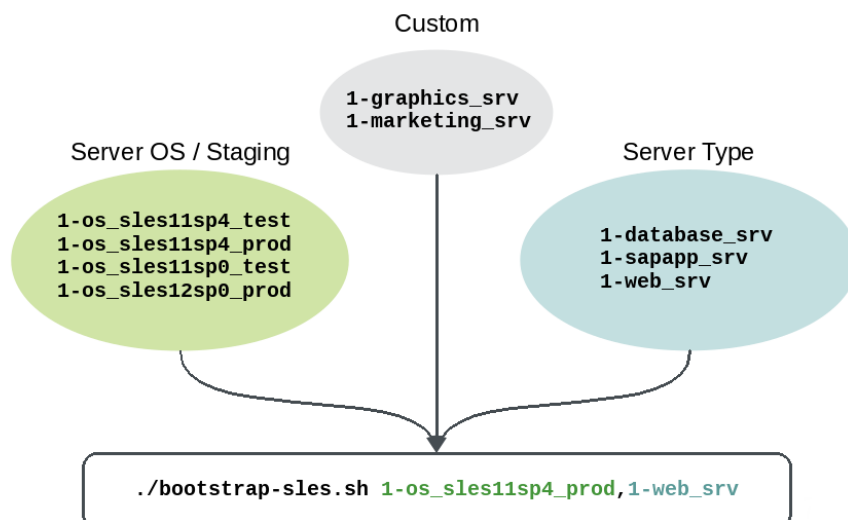 Custom
1-graphics_srv
1-marketing_srv
Server OS / Staging
1-os_sles11sp4_test
1-os_sles11sp4_prod
1-os_sles11sp0_test
1-os_sles12sp0_prod
Server Type
1-database_srv
1-sapapp_srv
1-web_srv
./bootstrap-sles.sh 1-os_sles11sp4_prod,1-web_srv